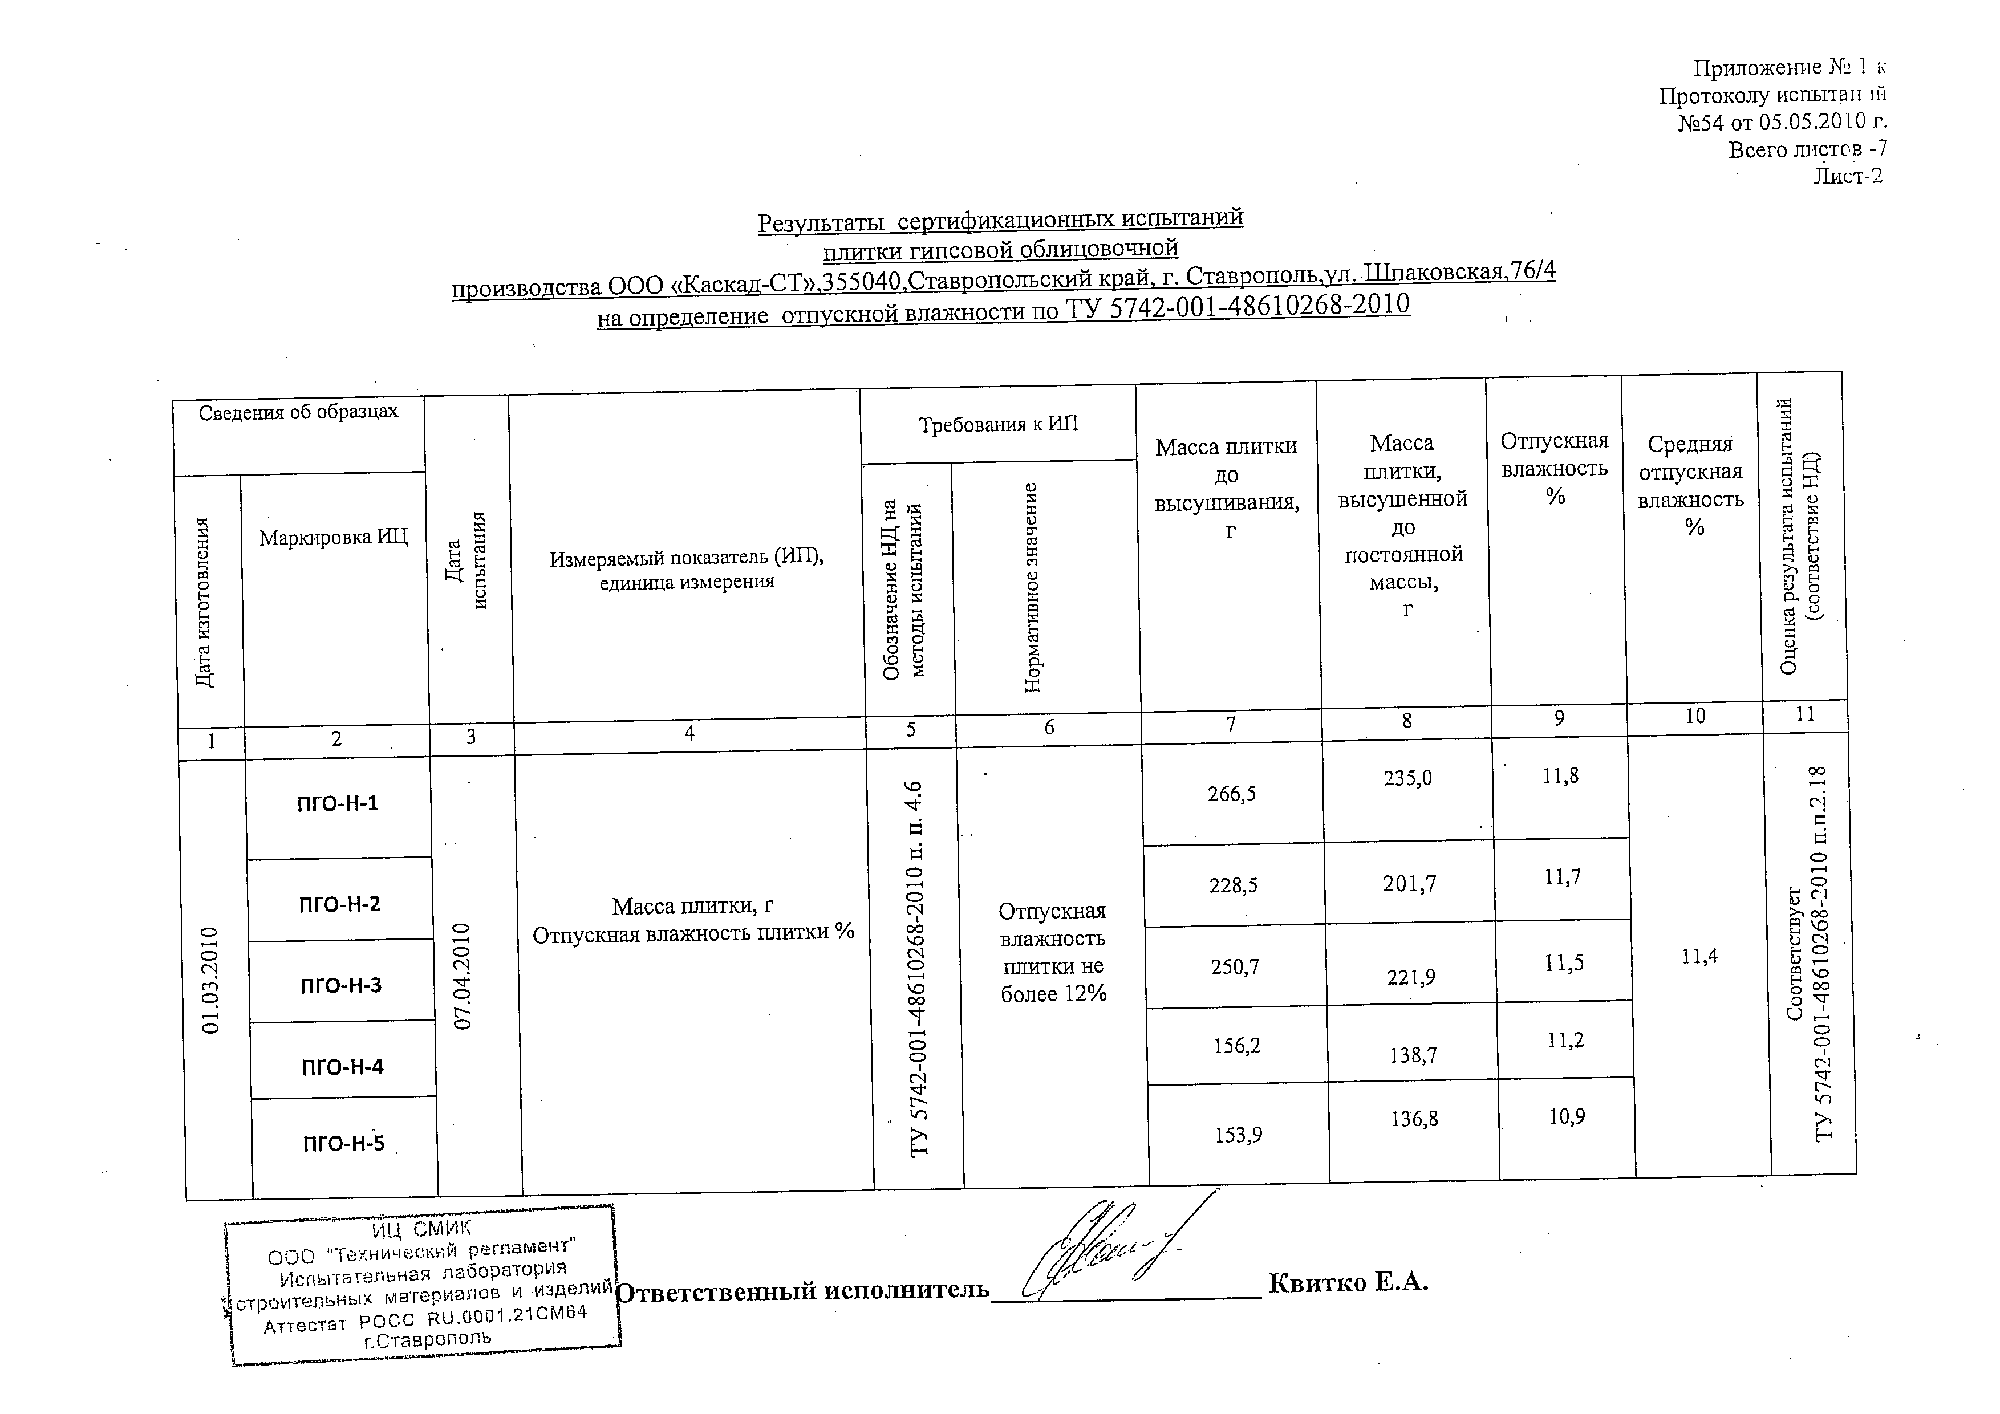 Приложение № 1 к
Протоколу испытаний
№54 от 05.05.2010 г.
Всего листов -7
Лист-2
Результаты сертификационных испытаний
плитки гипсовой облицовочной
производства ООО «Каскад-СТ»,355040,Ставропольский край, г. Ставрополь,ул. Шпаковская,76/4
на определение отпускной влажности по ТУ 5742-001-48610268-2010
Сведения об образцах
Дата изготовления
Маркировка ИЦ
Дата
испытания
Измеряемый показатель (ИП),
единица измерения
Требования к ИП
Обозначение НД на
методы испытаний
Нормативное значение
Масса плитки
до
высушивания,
г
Масса
плитки,
высушенной
до
постоянной
массы,
г
Отпускная
влажность
%
Средняя
отпускная
влажность
%
Оценка результата испытаний
(соответствие НД)
1 2 3 4 5 6 7 8 9 10 11
01.03.2010
ПГО-Н-1
ПГО-Н-2
ПГО-Н-3
ПГО-Н-4
ПГО-Н-5
07.04.2010
Масса плитки, г
Отпускная влажность плитки %
ТУ 5742-001-48610268-2010 п. п. 4.6
Отпускная
влажность
плитки не
более 12%
266,5 235,0 11,8
228,5 201,7 11,7
250,7 221,9 11,5
156,2 138,7 11,2
153,9 136,8 10,9
11,4
Соответствует
ТУ 5742-001-48610268-2010 п.п.2.18
ИЦ СМИК
ООО "Технический регламент"
Испытательная лаборатория
строительных материалов и изделий
Аттестат РОСС RU.0001.21СМ64
г.Ставрополь
Ответственный исполнитель Квитко Е.А.